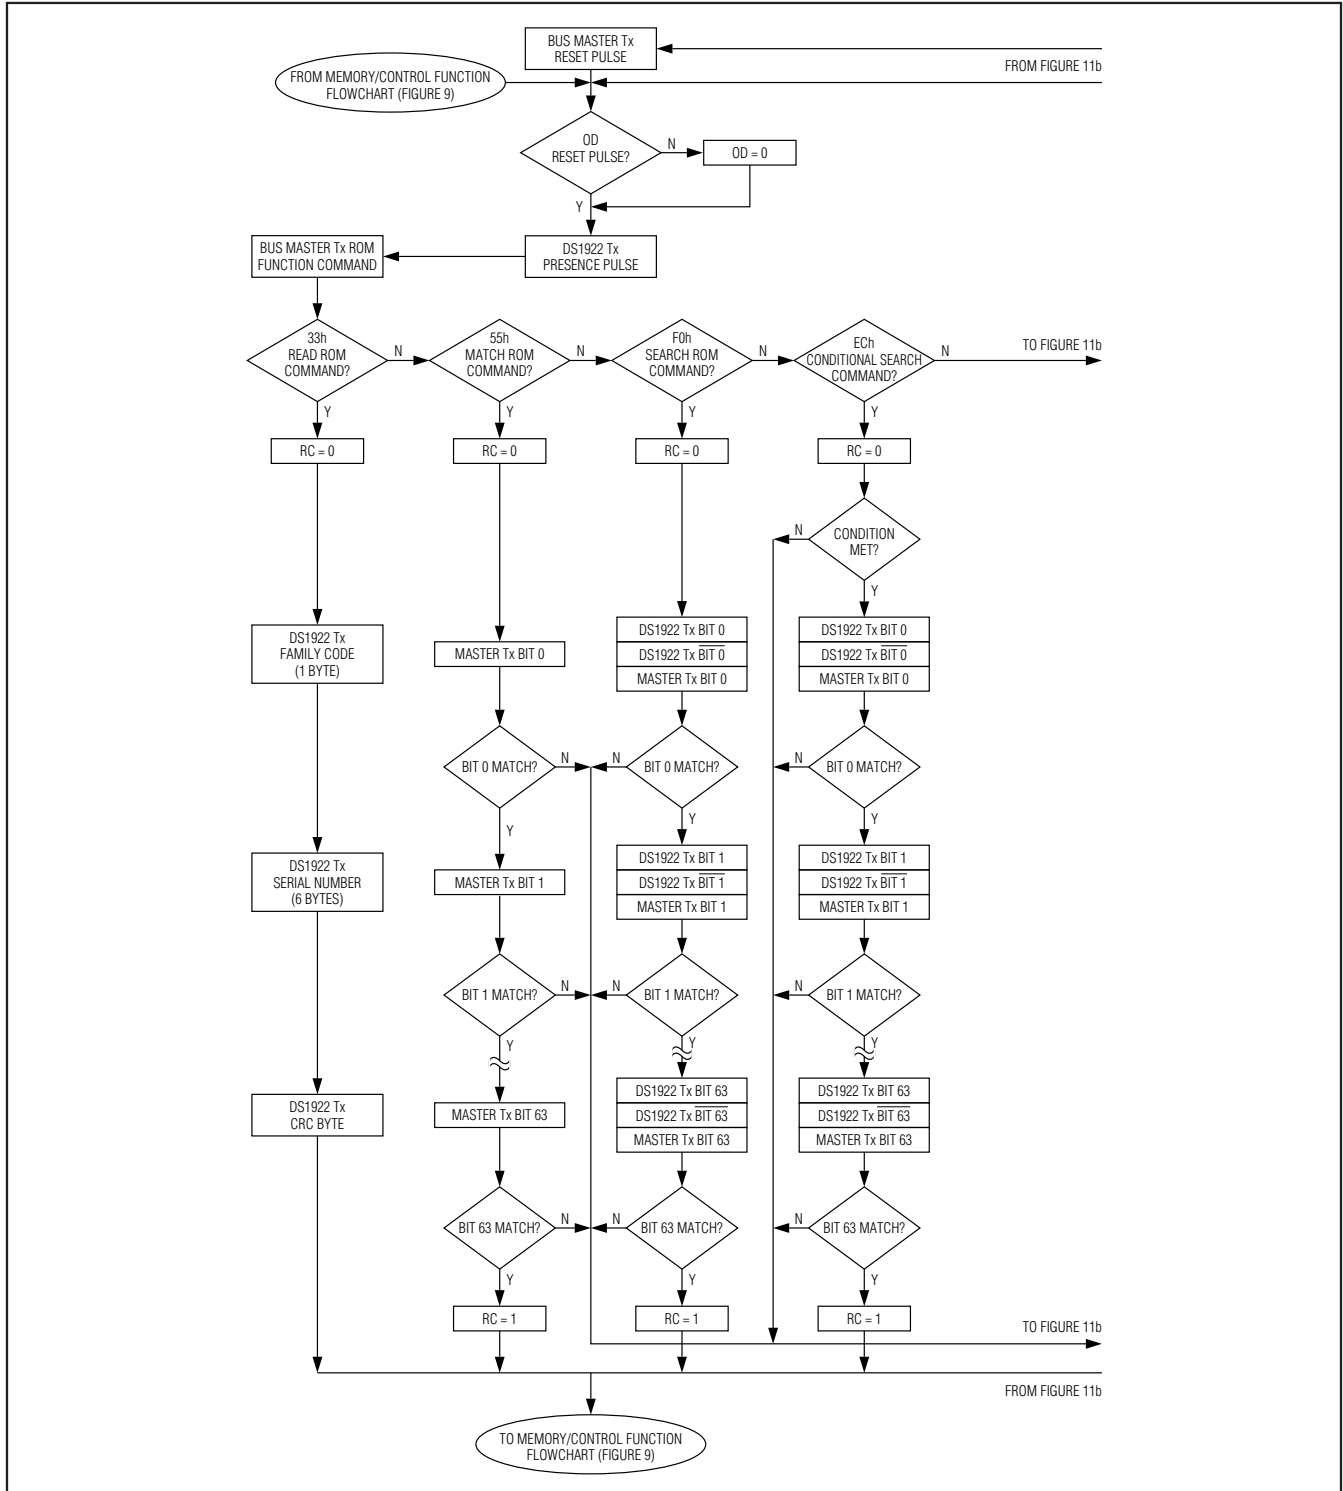 BUS MASTER Tx
RESET PULSE
FROM FIGURE 11b
FROM MEMORY/CONTROL FUNCTION
FLOWCHART (FIGURE 9)
OD
RESET PULSE?
N
OD = 0
Y
BUS MASTER Tx ROM
FUNCTION COMMAND
DS1922 Tx
PRESENCE PULSE
33h
READ ROM
COMMAND?
N
55h
MATCH ROM
COMMAND?
N
F0h
SEARCH ROM
COMMAND?
N
ECh
CONDITIONAL SEARCH
COMMAND?
N
TO FIGURE 11b
Y
Y
Y
Y
RC = 0
RC = 0
RC = 0
RC = 0
N
CONDITION
MET?
Y
DS1922 Tx
FAMILY CODE
(1 BYTE)
MASTER Tx BIT 0
DS1922 Tx BIT 0
DS1922 Tx BIT 0
MASTER Tx BIT 0
DS1922 Tx BIT 0
DS1922 Tx BIT 0
MASTER Tx BIT 0
BIT 0 MATCH?
N
N
BIT 0 MATCH?
N
BIT 0 MATCH?
Y
Y
Y
DS1922 Tx
SERIAL NUMBER
(6 BYTES)
MASTER Tx BIT 1
DS1922 Tx BIT 1
DS1922 Tx BIT 1
MASTER Tx BIT 1
DS1922 Tx BIT 1
DS1922 Tx BIT 1
MASTER Tx BIT 1
BIT 1 MATCH?
N
N
BIT 1 MATCH?
N
BIT 1 MATCH?
Y
Y
Y
DS1922 Tx
CRC BYTE
MASTER Tx BIT 63
DS1922 Tx BIT 63
DS1922 Tx BIT 63
MASTER Tx BIT 63
DS1922 Tx BIT 63
DS1922 Tx BIT 63
MASTER Tx BIT 63
BIT 63 MATCH?
N
N
BIT 63 MATCH?
N
BIT 63 MATCH?
Y
Y
Y
RC = 1
RC = 1
RC = 1
TO FIGURE 11b
FROM FIGURE 11b
TO MEMORY/CONTROL FUNCTION
FLOWCHART (FIGURE 9)